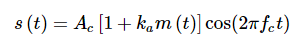 s (t) = A_c [1 + k_a m (t)] cos(2πf_c t)